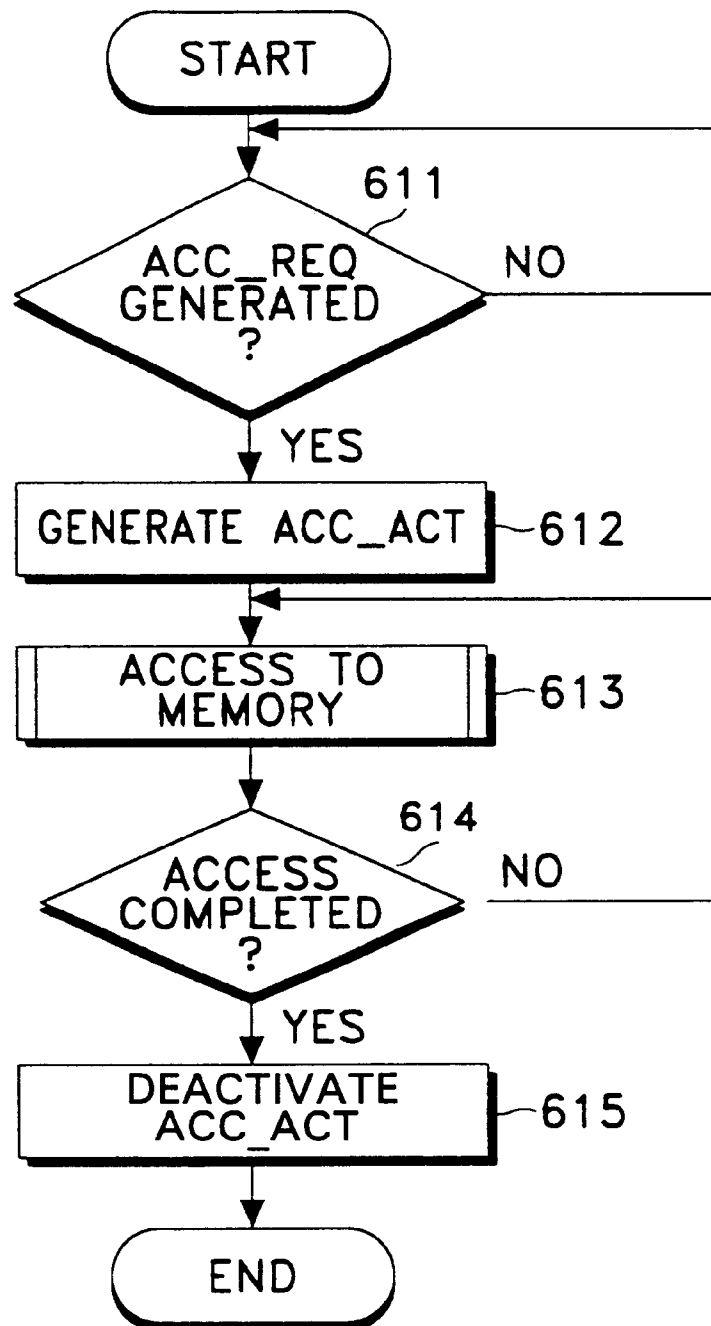 START
611
ACC_REQ
GENERATED
?
NO
YES
GENERATE ACC_ACT
612
ACCESS TO
MEMORY
613
614
ACCESS
COMPLETED
?
NO
YES
DEACTIVATE
ACC_ACT
615
END